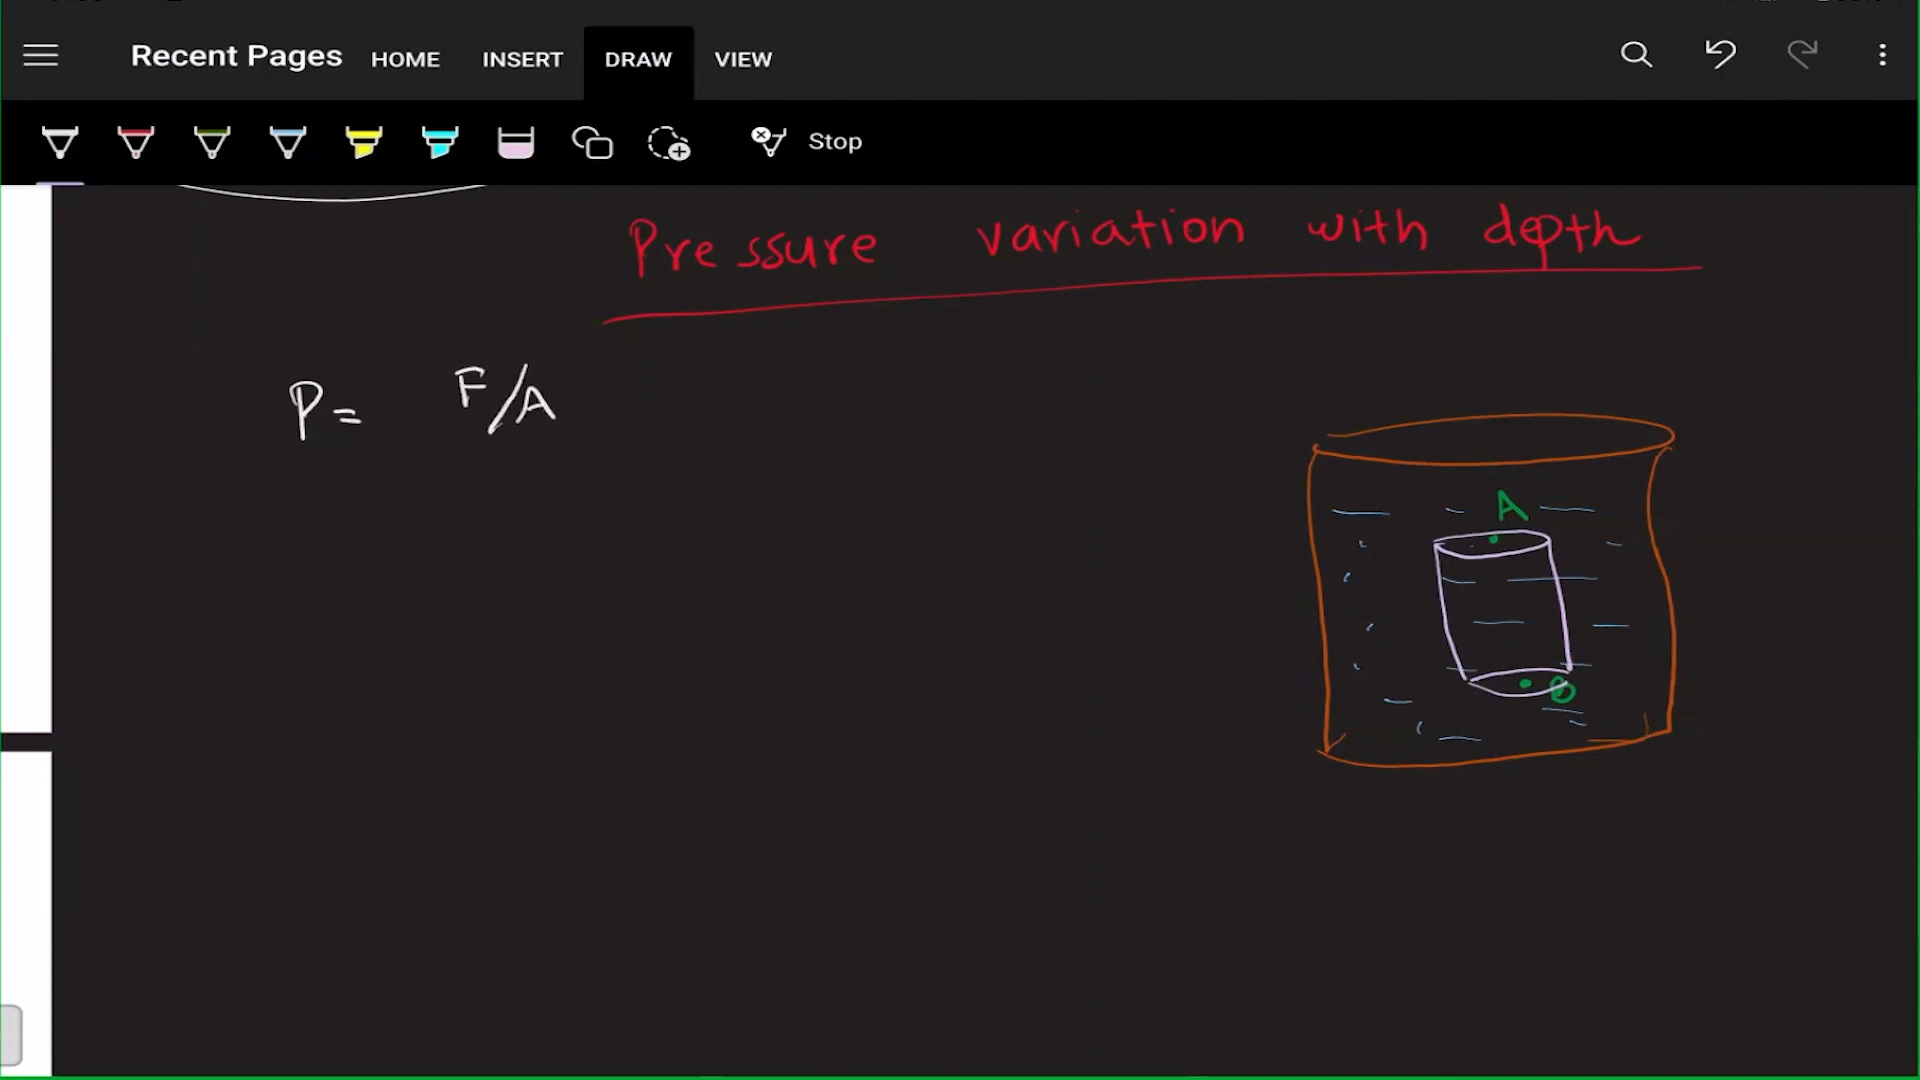 Recent Pages HOME INSERT DRAW VIEW
Stop
Pressure variation with depth
P= F/A
A
B